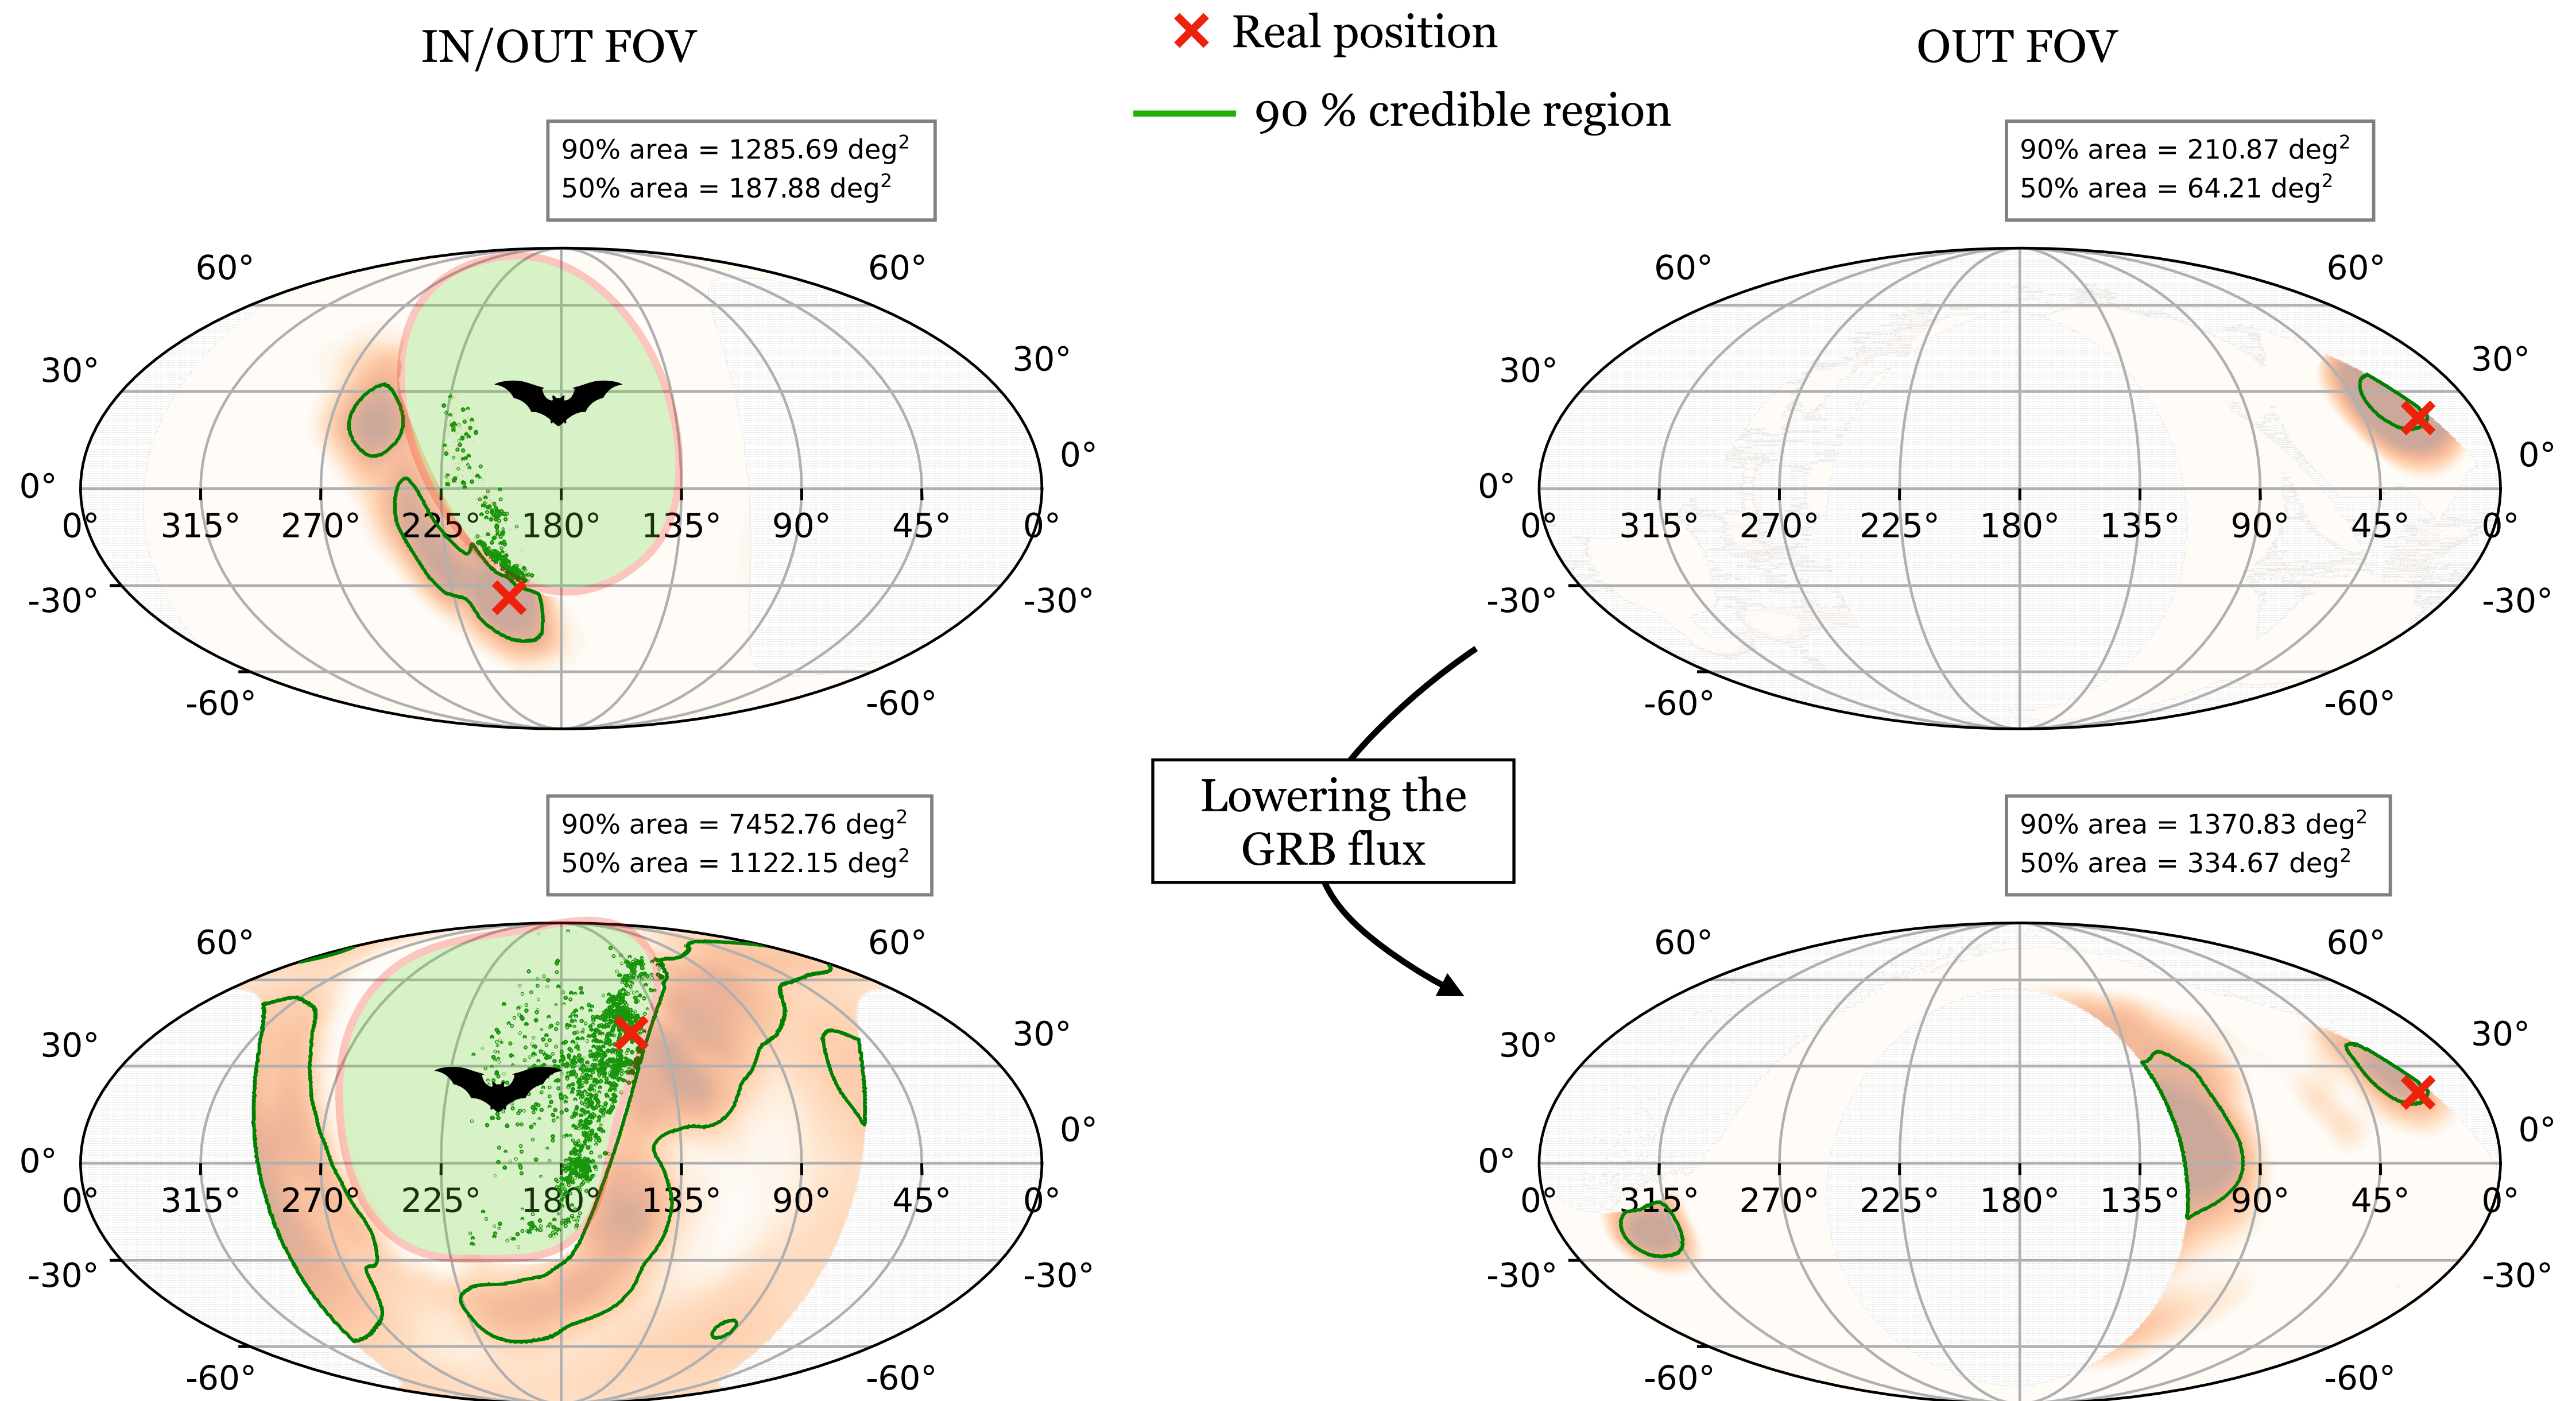 IN/OUT FOV
Real position
OUT FOV
90 % credible region
90% area = 1285.69 deg²
50% area = 187.88 deg²
90% area = 210.87 deg²
50% area = 64.21 deg²
60° 60°
30° 30°
0° 0°
0° 315° 270° 225° 180° 135° 90° 45° 0°
-30° -30°
-60° -60°
60° 60°
30° 30°
0° 0°
0° 315° 270° 225° 180° 135° 90° 45° 0°
-30° -30°
-60° -60°
Lowering the
GRB flux
90% area = 7452.76 deg²
50% area = 1122.15 deg²
90% area = 1370.83 deg²
50% area = 334.67 deg²
60° 60°
30° 30°
0° 0°
0° 315° 270° 225° 180° 135° 90° 45° 0°
-30° -30°
-60° -60°
60° 60°
30° 30°
0° 0°
0° 315° 270° 225° 180° 135° 90° 45° 0°
-30° -30°
-60° -60°